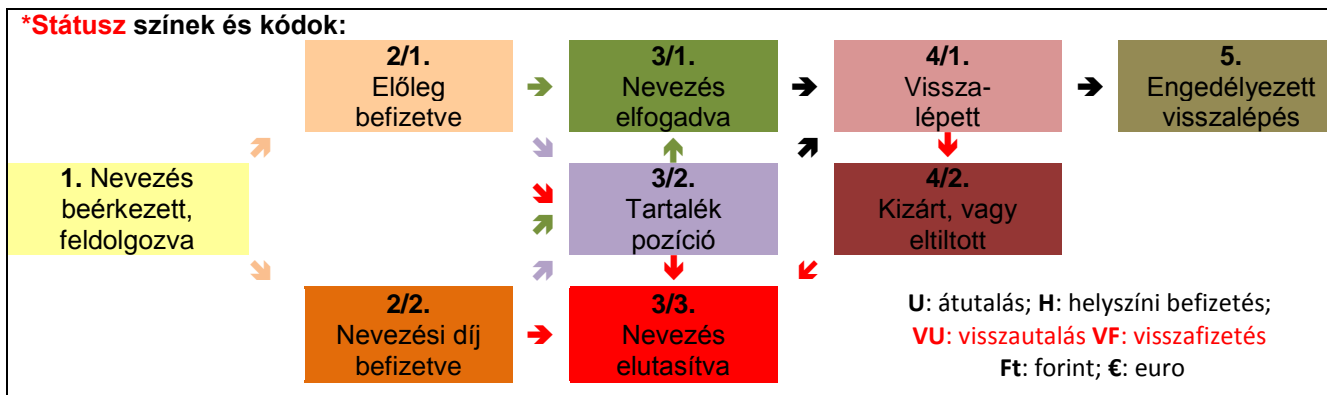 *Státusz színek és kódok:
2/1.
Előleg
befizetve
3/1.
Nevezés
elfogadva
4/1.
Vissza-
lépett
5.
Engedélyezett
visszalépés
1. Nevezés
beérkezett,
feldolgozva
3/2.
Tartalék
pozíció
4/2.
Kizárt, vagy
eltiltott
2/2.
Nevezési díj
befizetve
3/3.
Nevezés
elutasítva
U: átutalás; H: helyszíni befizetés;
VU: visszautalás VF: visszafizetés
Ft: forint; €: euro